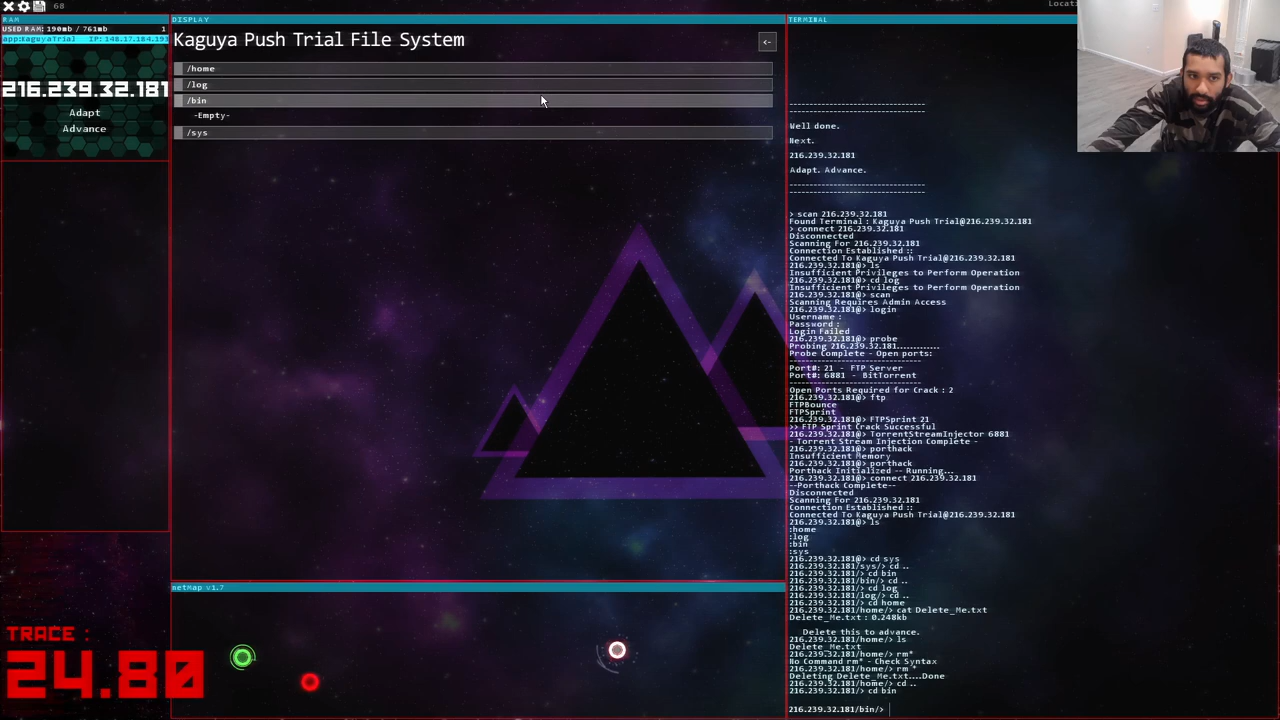 68
Locati
RAM
USED RAM: 190mb / 761mb 1
app:KaguyaTrial IP:148.17.184.193
216.239.32.181
Adapt
Advance
DISPLAY
Kaguya Push Trial File System
<-
/home
/log
/bin
-Empty-
/sys
netMap v1.7
TRACE :
24.80
TERMINAL
---------------------------------
---------------------------------
Well done.
Next.
216.239.32.181
Adapt. Advance.
---------------------------------
---------------------------------
> scan 216.239.32.181
Found Terminal : Kaguya Push Trial@216.239.32.181
> connect 216.239.32.181
Disconnected
Scanning For 216.239.32.181
Connection Established ::
Connected To Kaguya Push Trial@216.239.32.181
216.239.32.181@> ls
Insufficient Privileges to Perform Operation
216.239.32.181@> cd log
Insufficient Privileges to Perform Operation
216.239.32.181@> scan
Scanning Requires Admin Access
216.239.32.181@> login
Username :
Password :
Login Failed
216.239.32.181@> probe
Probing 216.239.32.181.............
Probe Complete - Open ports:
---------------------------------
Port#: 21 - FTP Server
Port#: 6881 - BitTorrent
---------------------------------
Open Ports Required for Crack : 2
216.239.32.181@> ftp
FTPBounce
FTPSprint
216.239.32.181@> FTPSprint 21
>> FTP Sprint Crack Successful
216.239.32.181@> TorrentStreamInjector 6881
- Torrent Stream Injection Complete -
216.239.32.181@> porthack
Insufficient Memory
216.239.32.181@> porthack
Porthack Initialized -- Running...
216.239.32.181@> connect 216.239.32.181
--Porthack Complete--
Disconnected
Scanning For 216.239.32.181
Connection Established ::
Connected To Kaguya Push Trial@216.239.32.181
216.239.32.181@> ls
:home
:log
:bin
:sys
216.239.32.181@> cd sys
216.239.32.181/sys/> cd ..
216.239.32.181/> cd bin
216.239.32.181/bin/> cd ..
216.239.32.181/> cd log
216.239.32.181/log/> cd ..
216.239.32.181/> cd home
216.239.32.181/home/> cat Delete_Me.txt
Delete_Me.txt : 0.248kb
Delete this to advance.
216.239.32.181/home/> ls
Delete_Me.txt
216.239.32.181/home/> rm*
No Command rm* - Check Syntax
216.239.32.181/home/> rm *
Deleting Delete_Me.txt....Done
216.239.32.181/home/> cd ..
216.239.32.181/> cd bin
216.239.32.181/bin/>